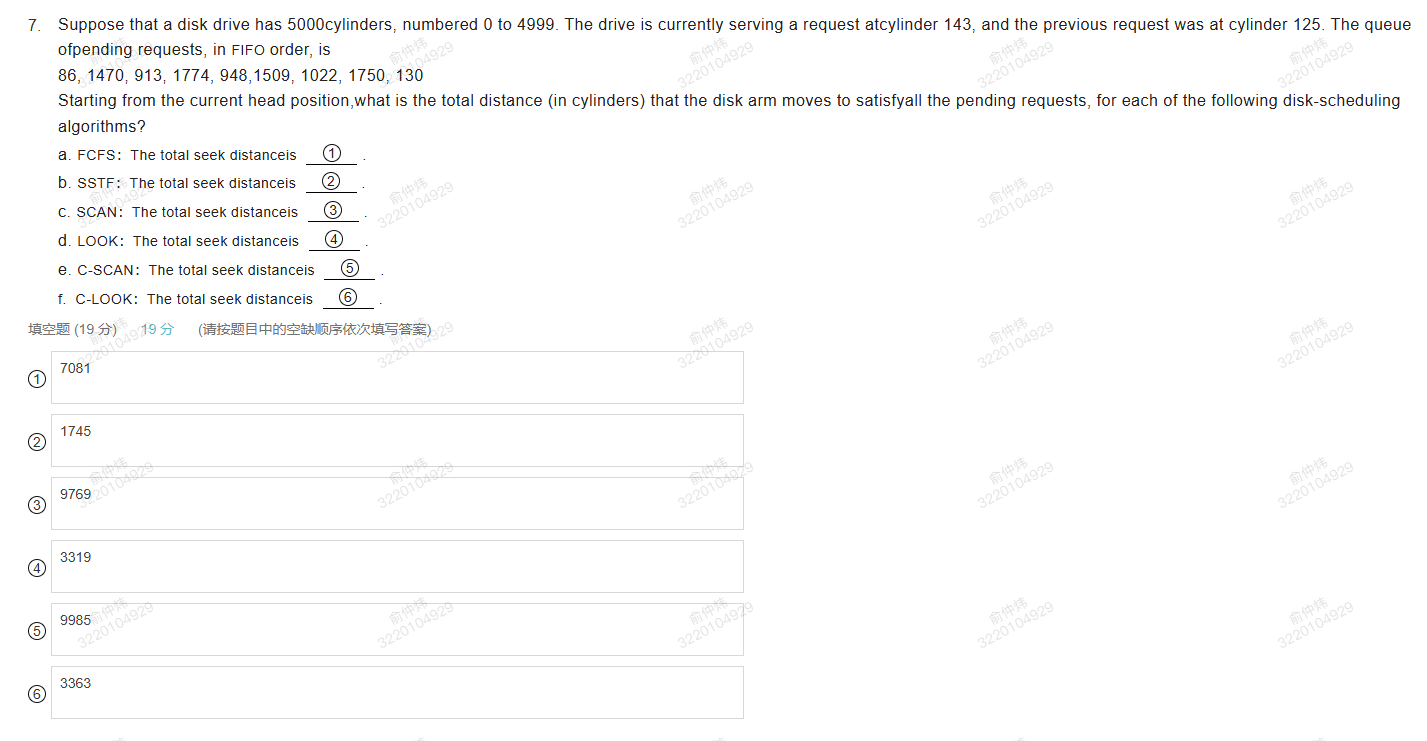 7. Suppose that a disk drive has 5000cylinders, numbered 0 to 4999. The drive is currently serving a request atcylinder 143, and the previous request was at cylinder 125. The queue
ofpending requests, in FIFO order, is
86, 1470, 913, 1774, 948,1509, 1022, 1750, 130
Starting from the current head position,what is the total distance (in cylinders) that the disk arm moves to satisfyall the pending requests, for each of the following disk-scheduling
algorithms?
a. FCFS: The total seek distanceis ① .
b. SSTF: The total seek distanceis ② .
c. SCAN: The total seek distanceis ③ .
d. LOOK: The total seek distanceis ④ .
e. C-SCAN: The total seek distanceis ⑤ .
f. C-LOOK: The total seek distanceis ⑥ .
填空题 (19 分) 19 分 (请按题目中的空缺顺序依次填写答案)
① 7081
② 1745
③ 9769
④ 3319
⑤ 9985
⑥ 3363
俞仲炜
3220104929